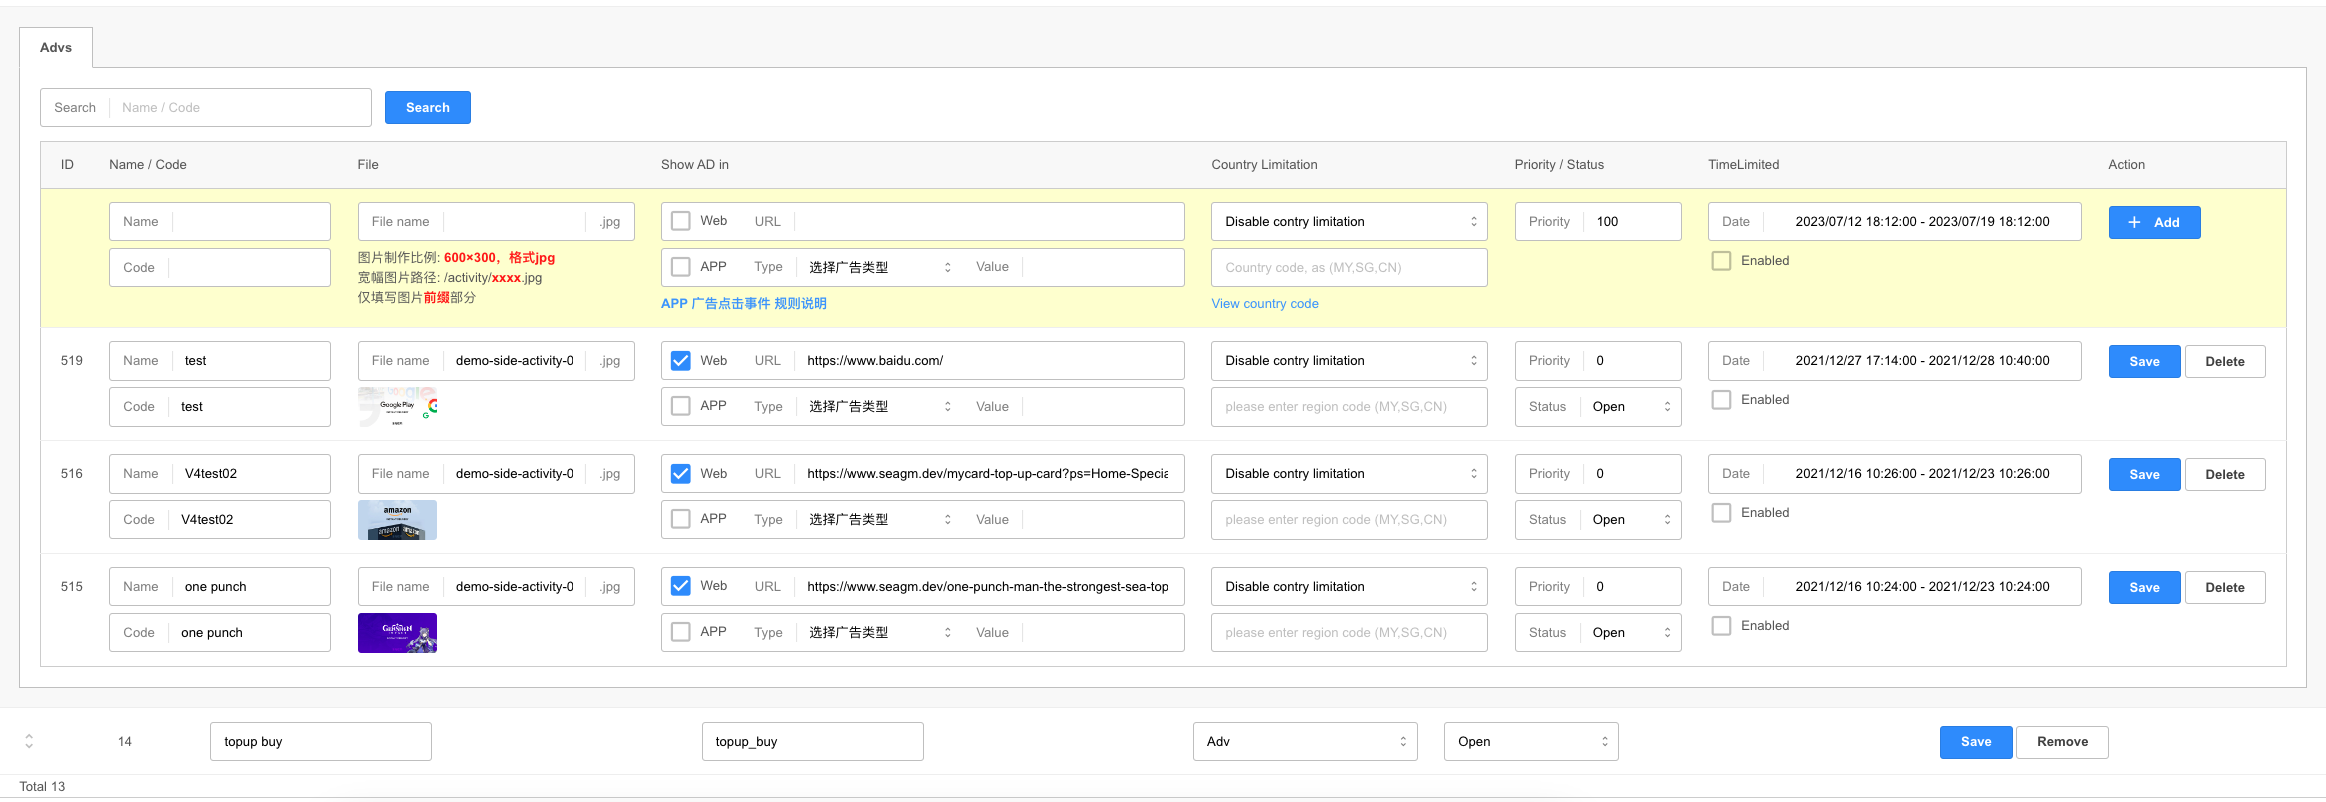 Advs
Search Name / Code Search
ID Name / Code File Show AD in Country Limitation Priority / Status TimeLimited Action
Name File name .jpg Web URL Disable contry limitation Priority 100 Date 2023/07/12 18:12:00 - 2023/07/19 18:12:00 + Add
Code 图片制作比例: 600×300，格式jpg APP Type 选择广告类型 Value Country code, as (MY,SG,CN) Enabled
宽幅图片路径: /activity/xxxx.jpg
仅填写图片前缀部分 APP 广告点击事件 规则说明 View country code
519 Name test File name demo-side-activity-0 .jpg Web URL https://www.baidu.com/ Disable contry limitation Priority 0 Date 2021/12/27 17:14:00 - 2021/12/28 10:40:00 Save Delete
Code test Google Play APP Type 选择广告类型 Value please enter region code (MY,SG,CN) Status Open Enabled
516 Name V4test02 File name demo-side-activity-0 .jpg Web URL https://www.seagm.dev/mycard-top-up-card?ps=Home-Specia Disable contry limitation Priority 0 Date 2021/12/16 10:26:00 - 2021/12/23 10:26:00 Save Delete
Code V4test02 amazon APP Type 选择广告类型 Value please enter region code (MY,SG,CN) Status Open Enabled
515 Name one punch File name demo-side-activity-0 .jpg Web URL https://www.seagm.dev/one-punch-man-the-strongest-sea-top Disable contry limitation Priority 0 Date 2021/12/16 10:24:00 - 2021/12/23 10:24:00 Save Delete
Code one punch GENSHIN APP Type 选择广告类型 Value please enter region code (MY,SG,CN) Status Open Enabled
14 topup buy topup_buy Adv Open Save Remove
Total 13